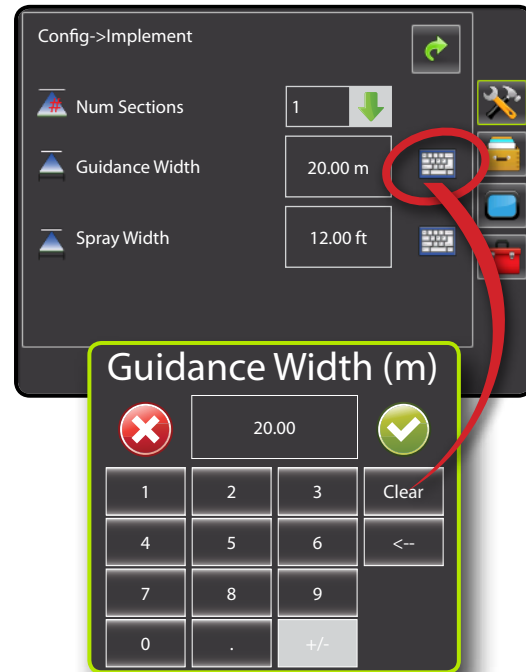 Config->Implement
Num Sections 1
Guidance Width 20.00 m
Spray Width 12.00 ft
Guidance Width (m)
20.00
1 2 3 Clear
4 5 6 <--
7 8 9
0 . +/-